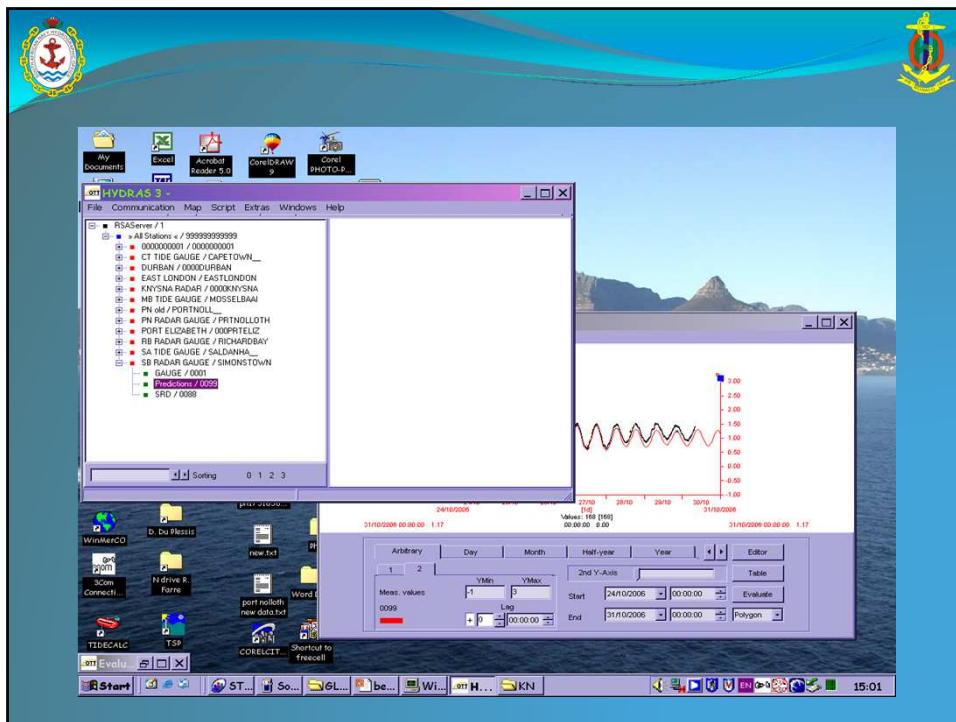 My
Documents
Excel
Acrobat
Reader 5.0
CorelDRAW
9
Corel
PHOTO-P...
OTT HYDRAS 3 -
File Communication Map Script Extras Windows Help
RSAServer / 1
» All Stations « / 999999999999
0000000001 / 0000000001
CT TIDE GAUGE / CAPETOWN__
DURBAN / 0000DURBAN
EAST LONDON / EASTLONDON
KNYSNA RADAR / 0000KNYSNA
MB TIDE GAUGE / MOSSELBAAI
PN old / PORTNOLL__
PN RADAR GAUGE / PRTNOLLOTH
PORT ELIZABETH / 000PRTELIZ
RB RADAR GAUGE / RICHARDBAY
SA TIDE GAUGE / SALDANHA__
SB RADAR GAUGE / SIMONSTOWN
GAUGE / 0001
Predictions / 0099
SRD / 0088
Sorting 0 1 2 3
3.00
2.50
2.00
1.50
1.00
0.50
0.00
-0.50
-1.00
27/10 28/10 29/10 30/10
24/10/2006 [1d] 31/10/2006
Values: 168 [169]
31/10/2006 00:00:00 1.17 00:00:00 0.00 31/10/2006 00:00:00 1.17
Arbitrary Day Month Half-year Year Editor
1 2 2nd Y-Axis Table
YMin YMax
Meas. values -1 3 Start 24/10/2006 00:00:00 Evaluate
0099 Lag
+ 0 00:00:00 End 31/10/2006 00:00:00 Polygon
WinMerCO
D. Du Plessis
new.txt
3Com
Connecti...
N drive R.
Farre
port nolloth
new data.txt
Word
TIDECALC
TSP
CORELCIT...
Shortcut to
freecell
OTT Evalu...
Start ST... So... GL... be... Wi... OTT H... KN EN 15:01